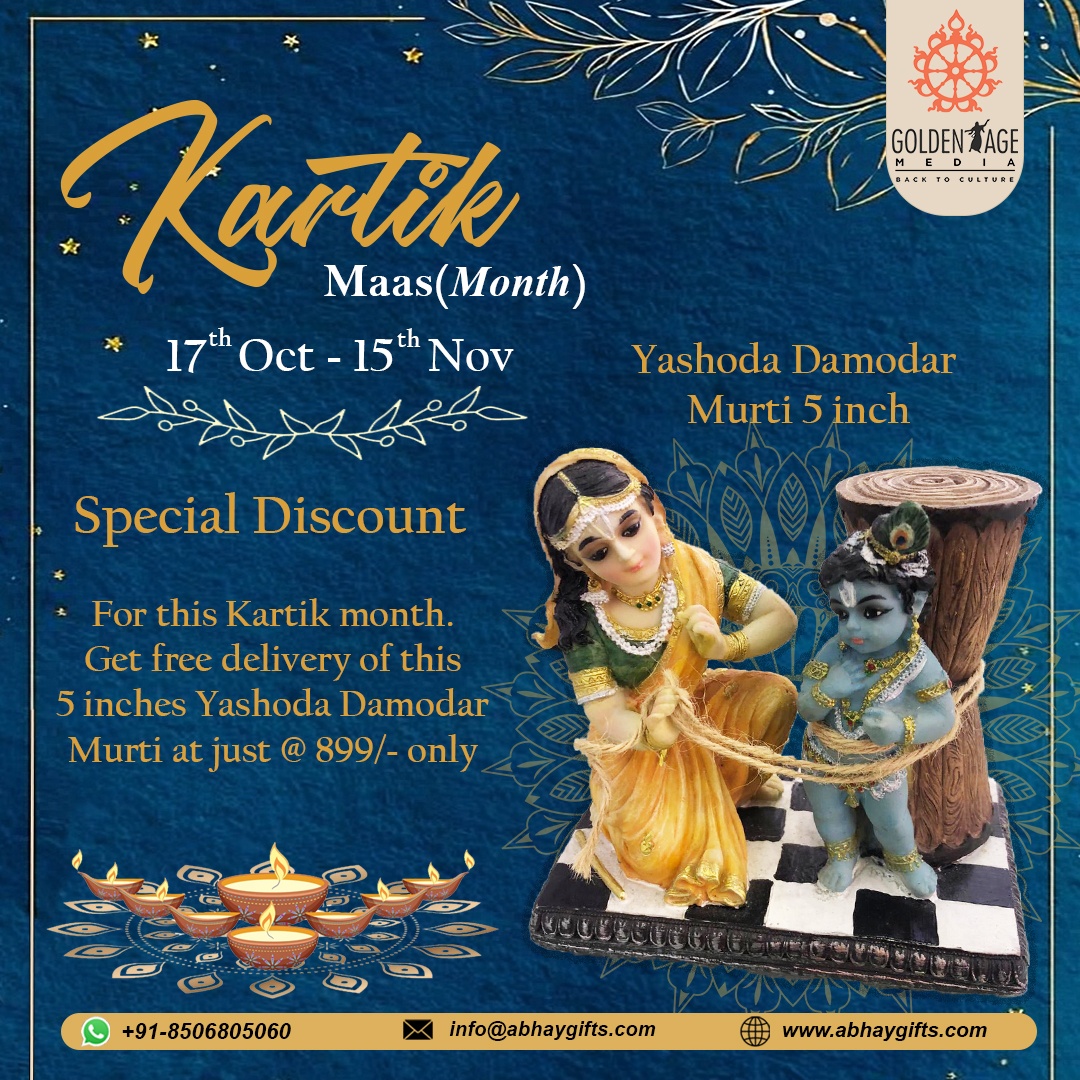 GOLDEN AGE
MEDIA
BACK TO CULTURE
Kartik
Maas(Month)
17th Oct - 15th Nov
Yashoda Damodar
Murti 5 inch
Special Discount
For this Kartik month.
Get free delivery of this
5 inches Yashoda Damodar
Murti at just @ 899/- only
+91-8506805060
info@abhaygifts.com
www.abhaygifts.com